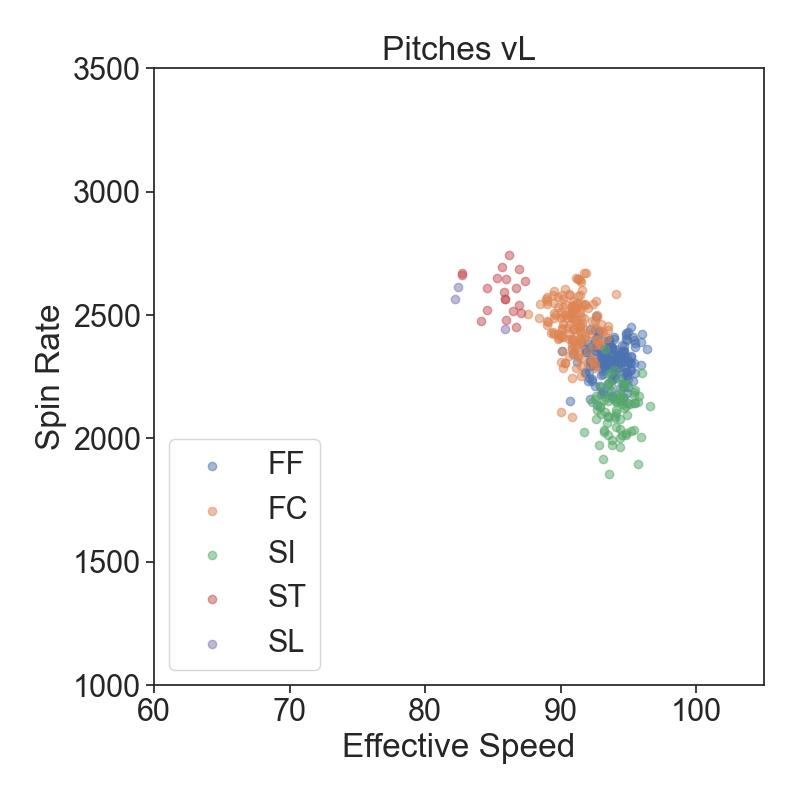 Pitches vL
3500
3000
2500
2000
1500
1000
Spin Rate
FF
FC
SI
ST
SL
60 70 80 90 100
Effective Speed